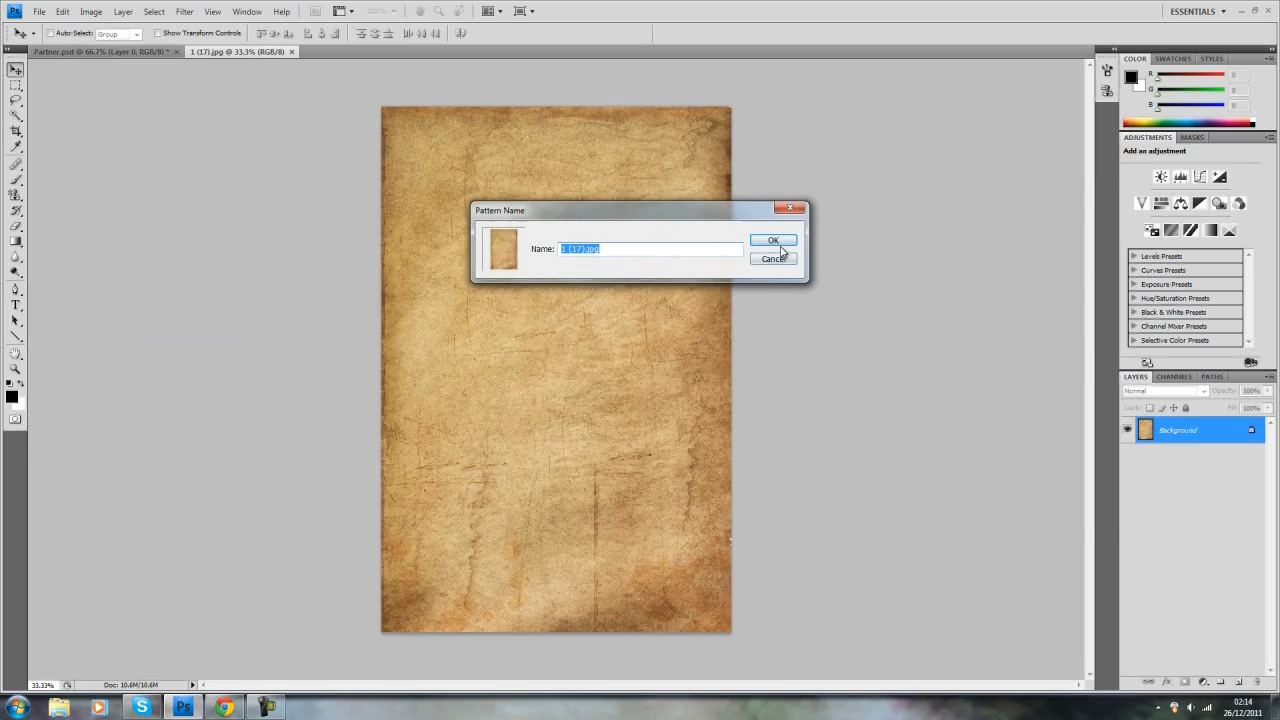 Ps File Edit Image Layer Select Filter View Window Help 100% ESSENTIALS
Auto-Select: Group Show Transform Controls
Partner.psd @ 66.7% (Layer 0, RGB/8) * × 1 (17).jpg @ 33.3% (RGB/8) ×
COLOR SWATCHES STYLES
R 0
G 0
B 0
ADJUSTMENTS MASKS
Add an adjustment
Pattern Name
Name: 1 (17).jpg
OK
Cancel
Levels Presets
Curves Presets
Exposure Presets
Hue/Saturation Presets
Black & White Presets
Channel Mixer Presets
Selective Color Presets
LAYERS CHANNELS PATHS
Normal Opacity: 100%
Lock: Fill: 100%
Background
33.33% Doc: 10.6M/10.6M
Ps
02:14
26/12/2011